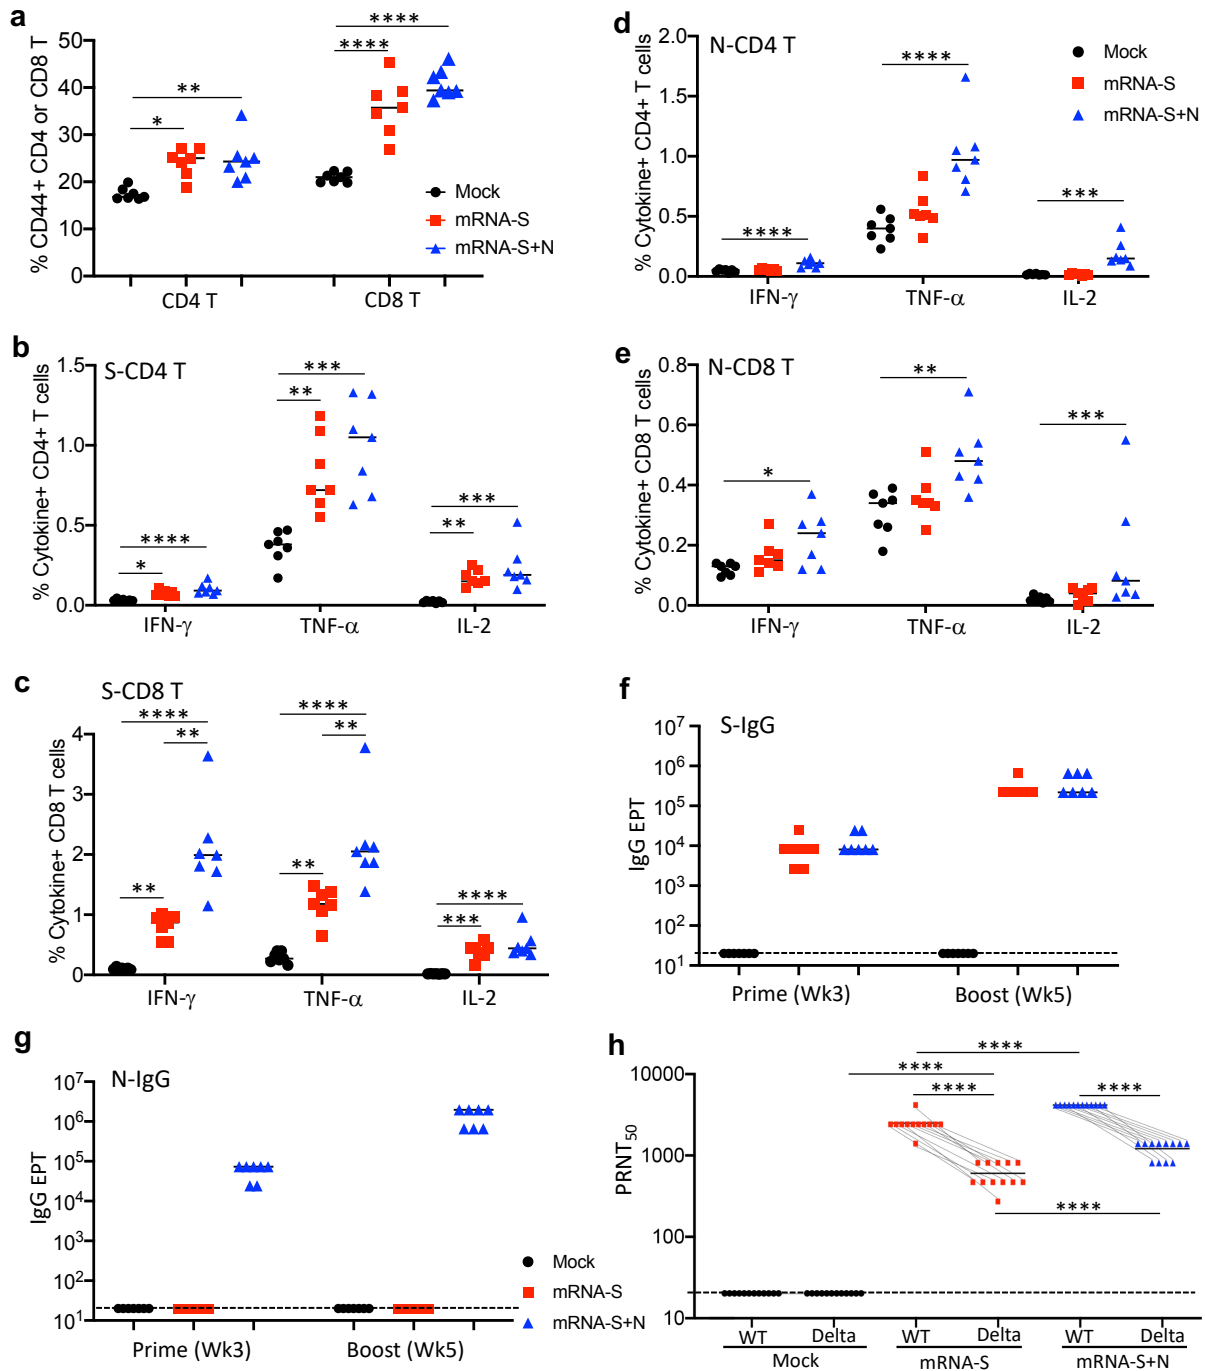 a
% CD44+ CD4 or CD8 T
50
40
30
20
10
0
****
****
**
*
Mock
mRNA-S
mRNA-S+N
CD4 T
CD8 T
b
S-CD4 T
% Cytokine+ CD4+ T cells
1.5
1.0
0.5
0.0
****
*
***
**
***
**
IFN-γ
TNF-α
IL-2
c
S-CD8 T
% Cytokine+ CD8 T cells
4
3
2
1
0
****
**
**
****
**
**
****
***
IFN-γ
TNF-α
IL-2
d
N-CD4 T
% Cytokine+ CD4+ T cells
2.0
1.5
1.0
0.5
0.0
****
****
***
Mock
mRNA-S
mRNA-S+N
IFN-γ
TNF-α
IL-2
e
N-CD8 T
% Cytokine+ CD8 T cells
0.8
0.6
0.4
0.2
0.0
*
**
***
IFN-γ
TNF-α
IL-2
f
S-IgG
IgG EPT
10⁷
10⁶
10⁵
10⁴
10³
10²
10¹
Prime (Wk3)
Boost (Wk5)
g
N-IgG
IgG EPT
10⁷
10⁶
10⁵
10⁴
10³
10²
10¹
Prime (Wk3)
Boost (Wk5)
Mock
mRNA-S
mRNA-S+N
h
PRNT₅₀
10000
1000
100
10
****
****
****
****
****
WT Delta WT Delta WT Delta
Mock mRNA-S mRNA-S+N